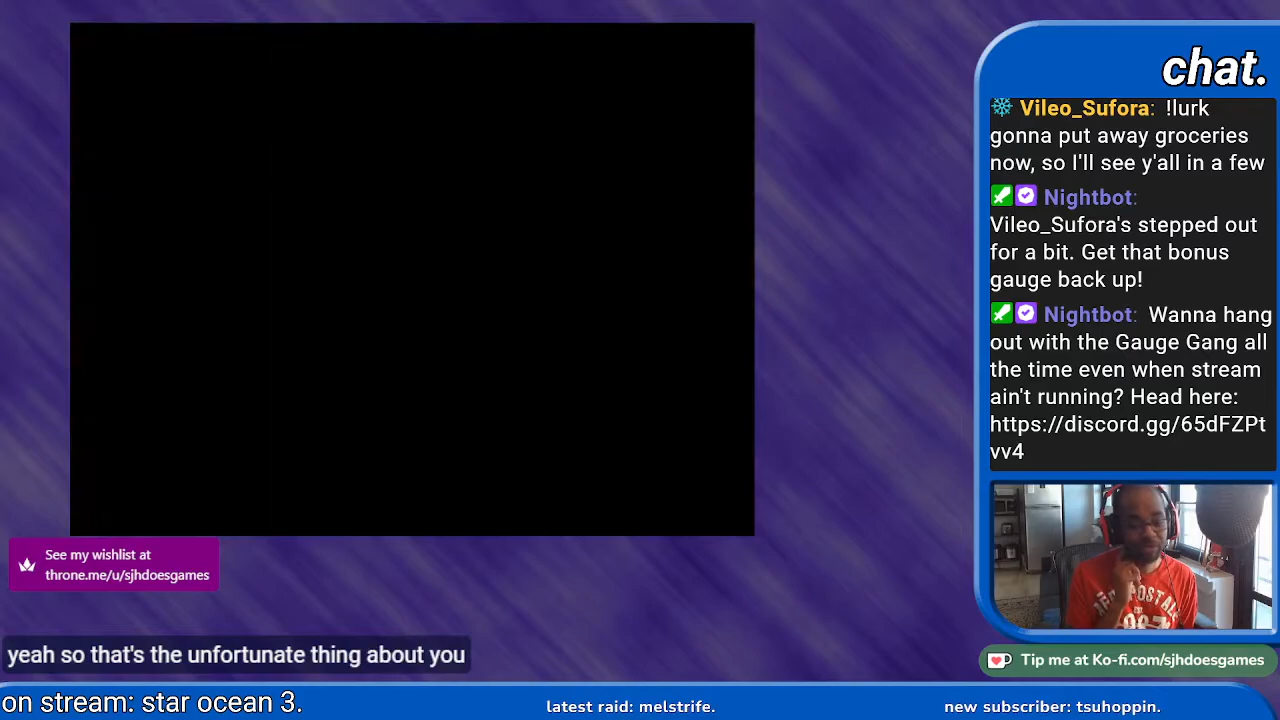 chat.
Vileo_Sufora: !lurk
gonna put away groceries
now, so I'll see y'all in a few
Nightbot:
Vileo_Sufora's stepped out
for a bit. Get that bonus
gauge back up!
Nightbot: Wanna hang
out with the Gauge Gang all
the time even when stream
ain't running? Head here:
https://discord.gg/65dFZPt
vv4
See my wishlist at
throne.me/u/sjhdoesgames
yeah so that's the unfortunate thing about you
Tip me at Ko-fi.com/sjhdoesgames
on stream: star ocean 3.
latest raid: melstrife.
new subscriber: tsuhoppin.